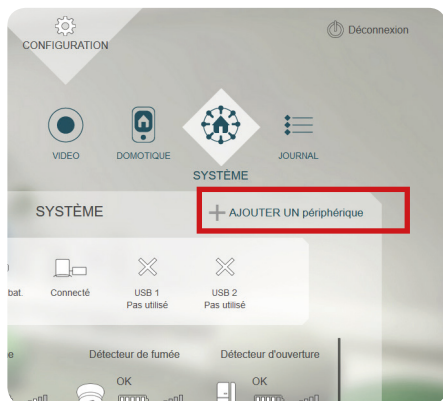 CONFIGURATION
Déconnexion
VIDEO
DOMOTIQUE
SYSTÈME
JOURNAL
SYSTÈME
+ AJOUTER UN périphérique
bat.
Connecté
USB 1
Pas utilisé
USB 2
Pas utilisé
e
Détecteur de fumée
Détecteur d'ouverture
OK
OK